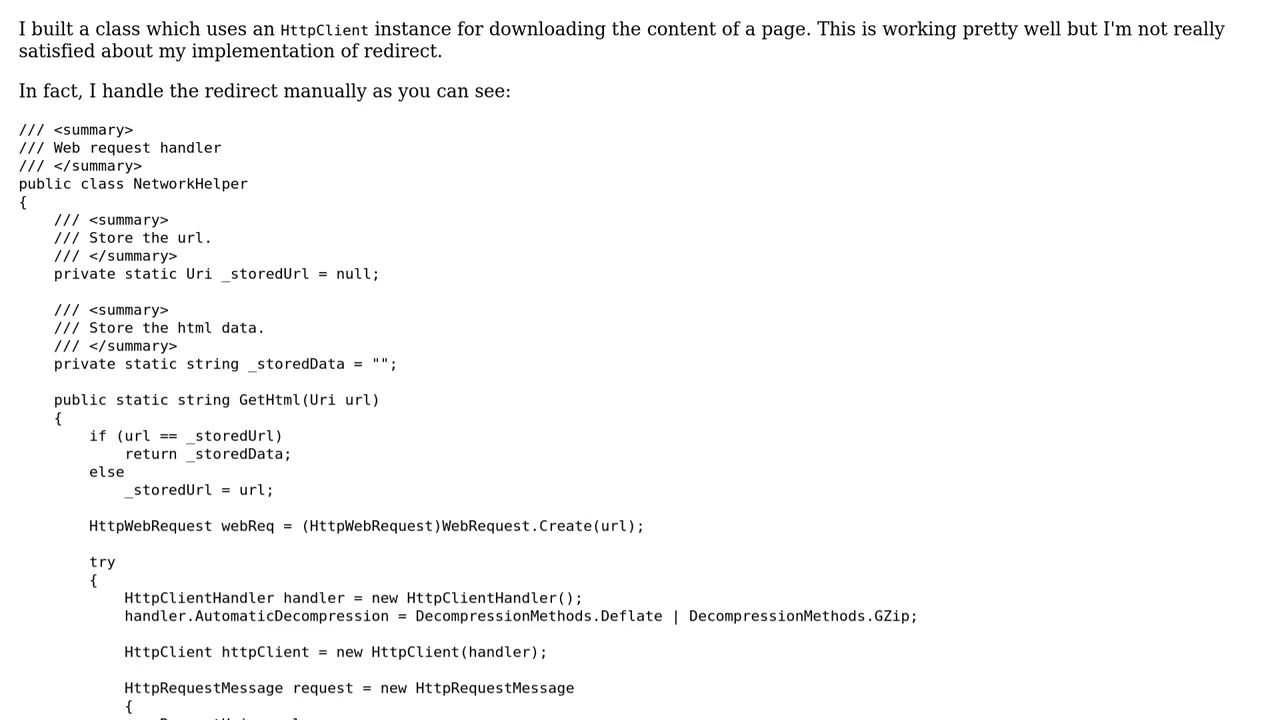 I built a class which uses an HttpClient instance for downloading the content of a page. This is working pretty well but I'm not really
satisfied about my implementation of redirect.
In fact, I handle the redirect manually as you can see:
/// <summary>
/// Web request handler
/// </summary>
public class NetworkHelper
{
    /// <summary>
    /// Store the url.
    /// </summary>
    private static Uri _storedUrl = null;

    /// <summary>
    /// Store the html data.
    /// </summary>
    private static string _storedData = "";

    public static string GetHtml(Uri url)
    {
        if (url == _storedUrl)
            return _storedData;
        else
            _storedUrl = url;

        HttpWebRequest webReq = (HttpWebRequest)WebRequest.Create(url);

        try
        {
            HttpClientHandler handler = new HttpClientHandler();
            handler.AutomaticDecompression = DecompressionMethods.Deflate | DecompressionMethods.GZip;

            HttpClient httpClient = new HttpClient(handler);

            HttpRequestMessage request = new HttpRequestMessage
            {